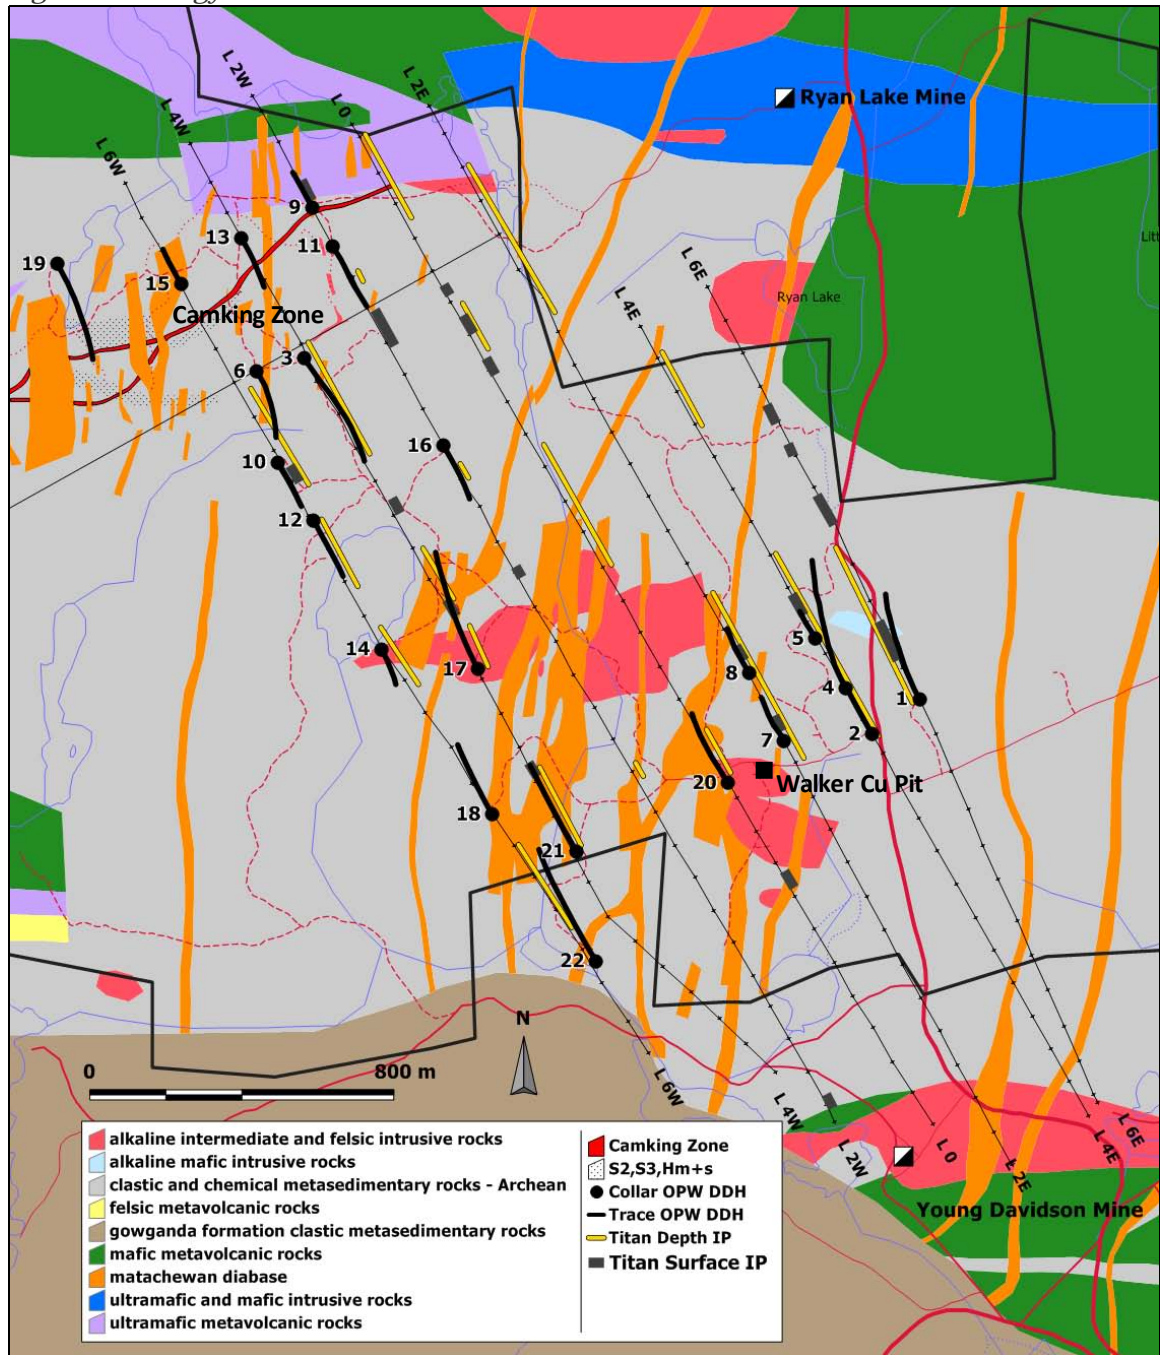 L 2W
L 0
L 2E
L 4W
L 6W
Ryan Lake Mine
9
13
11
19
15
L 6E
Litt
Camking Zone
L 4E
Ryan Lake
3
6
16
10
12
5
14
17
8
4
1
7
2
20
Walker Cu Pit
18
21
22
N
0
800 m
L 6W
L 4W
L 2W
L 0
L 2E
L 4E
L 6E
Young Davidson Mine
alkaline intermediate and felsic intrusive rocks
alkaline mafic intrusive rocks
clastic and chemical metasedimentary rocks - Archean
felsic metavolcanic rocks
gowganda formation clastic metasedimentary rocks
mafic metavolcanic rocks
matachewan diabase
ultramafic and mafic intrusive rocks
ultramafic metavolcanic rocks
Camking Zone
S2,S3,Hm+s
Collar OPW DDH
Trace OPW DDH
Titan Depth IP
Titan Surface IP